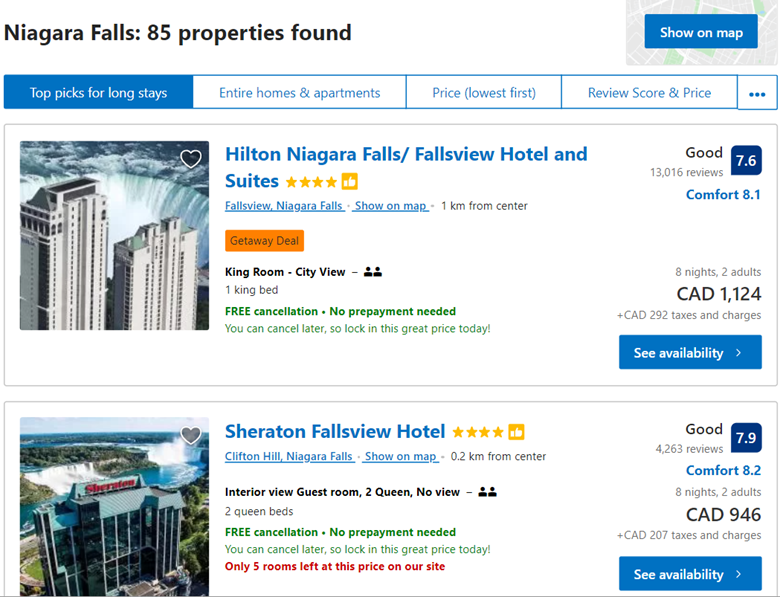 Niagara Falls: 85 properties found
Show on map
Top picks for long stays
Entire homes & apartments
Price (lowest first)
Review Score & Price
Hilton Niagara Falls/ Fallsview Hotel and
Suites
Good
7.6
13,016 reviews
Comfort 8.1
Fallsview, Niagara Falls · Show on map · 1 km from center
Getaway Deal
King Room - City View –
1 king bed
FREE cancellation • No prepayment needed
You can cancel later, so lock in this great price today!
8 nights, 2 adults
CAD 1,124
+CAD 292 taxes and charges
See availability
Sheraton
Sheraton Fallsview Hotel
Good
7.9
4,263 reviews
Comfort 8.2
Clifton Hill, Niagara Falls · Show on map · 0.2 km from center
Interior view Guest room, 2 Queen, No view –
2 queen beds
FREE cancellation • No prepayment needed
You can cancel later, so lock in this great price today!
Only 5 rooms left at this price on our site
8 nights, 2 adults
CAD 946
+CAD 207 taxes and charges
See availability